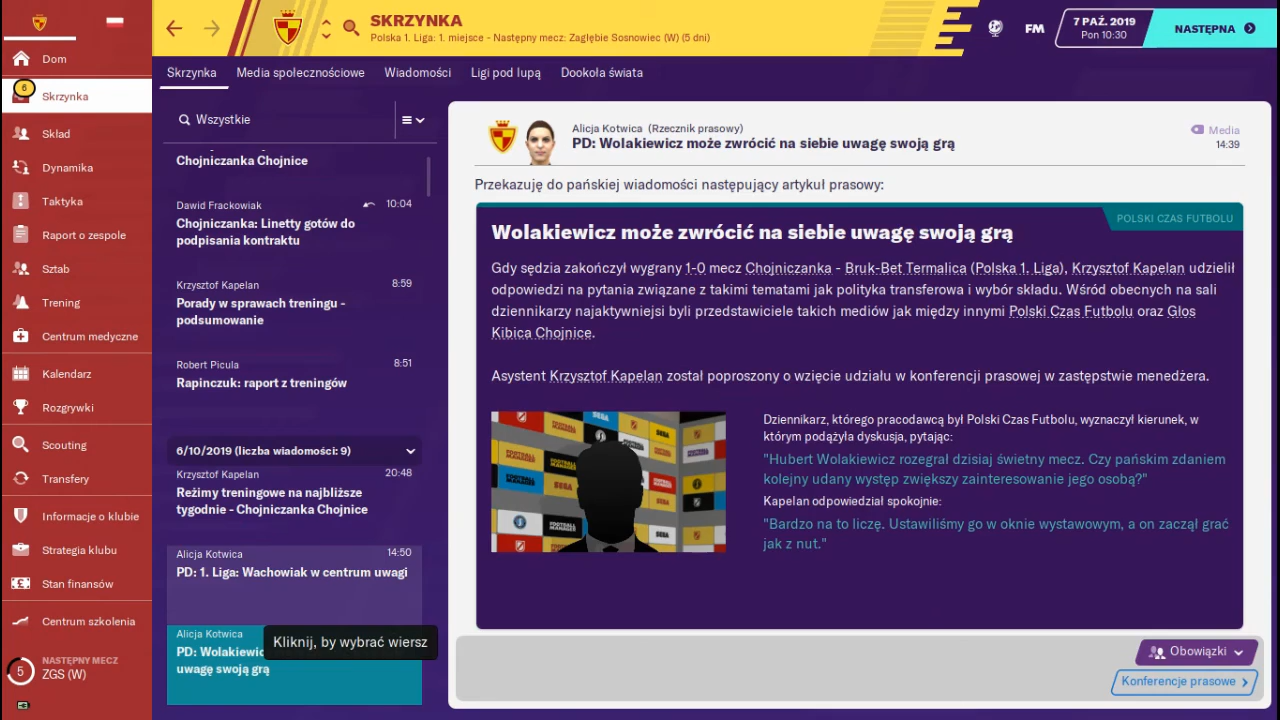 SKRZYNKA
Polska 1. Liga: 1. miejsce - Następny mecz: Zagłębie Sosnowiec (W) (5 dni)
FM
7 PAŹ. 2019
Pon 10:30
NASTĘPNA
Dom
6
Skrzynka
Skład
Dynamika
Taktyka
Raport o zespole
Sztab
Trening
Centrum medyczne
Kalendarz
Rozgrywki
Scouting
Transfery
Informacje o klubie
Strategia klubu
Stan finansów
Centrum szkolenia
NASTĘPNY MECZ
5
ZGS (W)
Skrzynka
Media społecznościowe
Wiadomości
Ligi pod lupą
Dookoła świata
Wszystkie
Chojniczanka Chojnice
Dawid Frackowiak
10:04
Chojniczanka: Linetty gotów do
podpisania kontraktu
Krzysztof Kapelan
8:59
Porady w sprawach treningu -
podsumowanie
Robert Picula
8:51
Rapinczuk: raport z treningów
6/10/2019 (liczba wiadomości: 9)
Krzysztof Kapelan
20:48
Reżimy treningowe na najbliższe
tygodnie - Chojniczanka Chojnice
Alicja Kotwica
14:50
PD: 1. Liga: Wachowiak w centrum uwagi
Alicja Kotwica
PD: Wolakiewic
uwagę swoją grą
Kliknij, by wybrać wiersz
Alicja Kotwica (Rzecznik prasowy)
PD: Wolakiewicz może zwrócić na siebie uwagę swoją grą
Media
14:39
Przekazuję do pańskiej wiadomości następujący artykuł prasowy:
POLSKI CZAS FUTBOLU
Wolakiewicz może zwrócić na siebie uwagę swoją grą
Gdy sędzia zakończył wygrany 1-0 mecz Chojniczanka - Bruk-Bet Termalica (Polska 1. Liga), Krzysztof Kapelan udzielił
odpowiedzi na pytania związane z takimi tematami jak polityka transferowa i wybór składu. Wśród obecnych na sali
dziennikarzy najaktywniejsi byli przedstawiciele takich mediów jak między innymi Polski Czas Futbolu oraz Głos
Kibica Chojnice.
Asystent Krzysztof Kapelan został poproszony o wzięcie udziału w konferencji prasowej w zastępstwie menedżera.
Dziennikarz, którego pracodawcą był Polski Czas Futbolu, wyznaczył kierunek, w
którym podążyła dyskusja, pytając:
"Hubert Wolakiewicz rozegrał dzisiaj świetny mecz. Czy pańskim zdaniem
kolejny udany występ zwiększy zainteresowanie jego osobą?"
Kapelan odpowiedział spokojnie:
"Bardzo na to liczę. Ustawiliśmy go w oknie wystawowym, a on zaczął grać
jak z nut."
Obowiązki
Konferencje prasowe